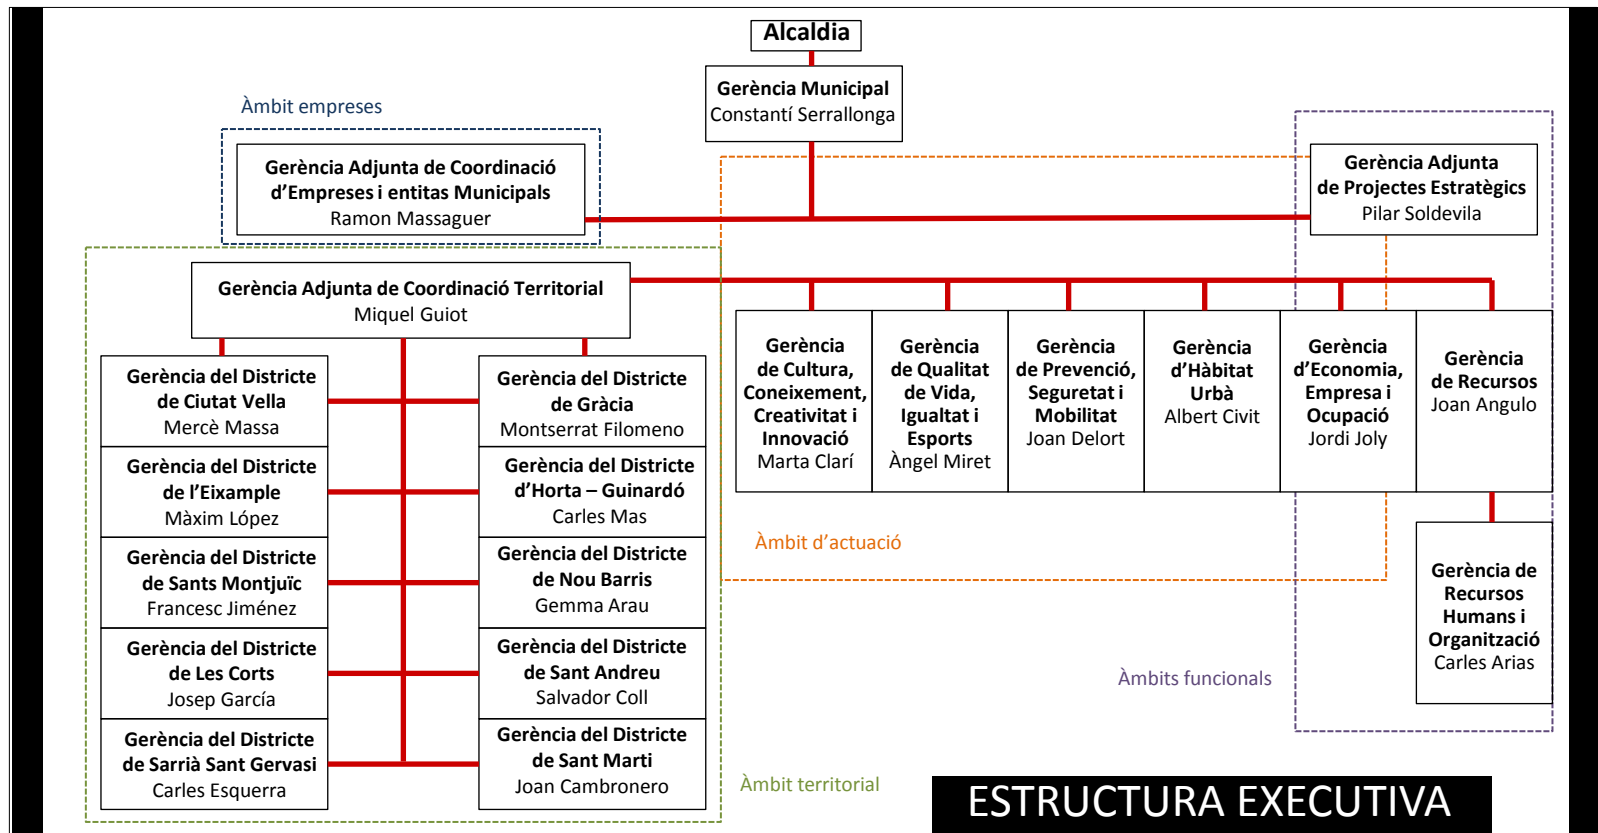 Alcaldia
Gerència Municipal
Constantí Serrallonga
Àmbit empreses
Gerència Adjunta de Coordinació
d’Empreses i entitas Municipals
Ramon Massaguer
Gerència Adjunta
de Projectes Estratègics
Pilar Soldevila
Gerència Adjunta de Coordinació Territorial
Miquel Guiot
Gerència del Districte
de Ciutat Vella
Mercè Massa
Gerència del Districte
de l’Eixample
Màxim López
Gerència del Districte
de Sants Montjuïc
Francesc Jiménez
Gerència del Districte
de Les Corts
Josep García
Gerència del Districte
de Sarrià Sant Gervasi
Carles Esquerra
Gerència del Districte
de Gràcia
Montserrat Filomeno
Gerència del Districte
d’Horta – Guinardó
Carles Mas
Gerència del Districte
de Nou Barris
Gemma Arau
Gerència del Districte
de Sant Andreu
Salvador Coll
Gerència del Districte
de Sant Marti
Joan Cambronero
Gerència
de Cultura,
Coneixement,
Creativitat i
Innovació
Marta Clarí
Gerència
de Qualitat
de Vida,
Igualtat i
Esports
Àngel Miret
Gerència
de Prevenció,
Seguretat i
Mobilitat
Joan Delort
Gerència
d’Hàbitat
Urbà
Albert Civit
Gerència
d’Economia,
Empresa i
Ocupació
Jordi Joly
Gerència
de Recursos
Joan Angulo
Gerència de
Recursos
Humans i
Organització
Carles Arias
Àmbit d’actuació
Àmbits funcionals
Àmbit territorial
ESTRUCTURA EXECUTIVA